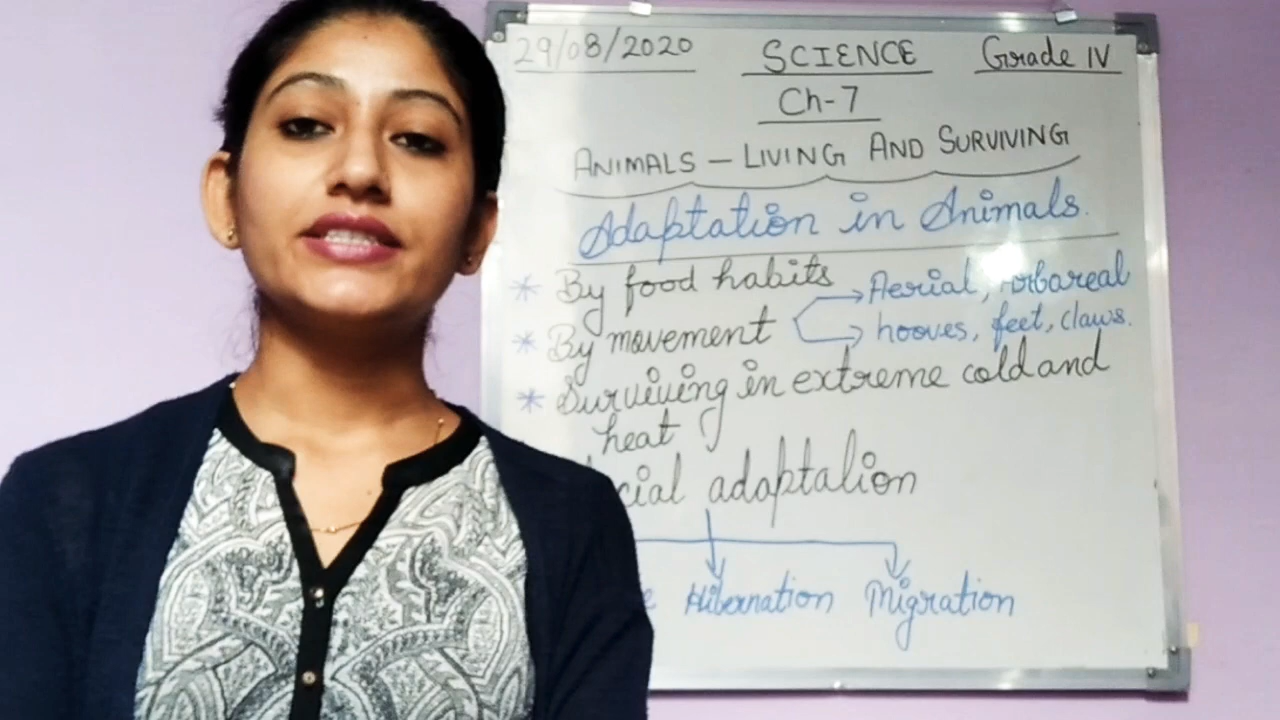 29/08/2020 SCIENCE Grade IV
Ch-7
ANIMALS – LIVING AND SURVIVING
Adaptation in Animals.
* By food habits
→ Aerial, arbareal
* By movement → hooves, feet, claws.
* Surviving in extreme cold and
heat
adaptation
Hibernation Migration